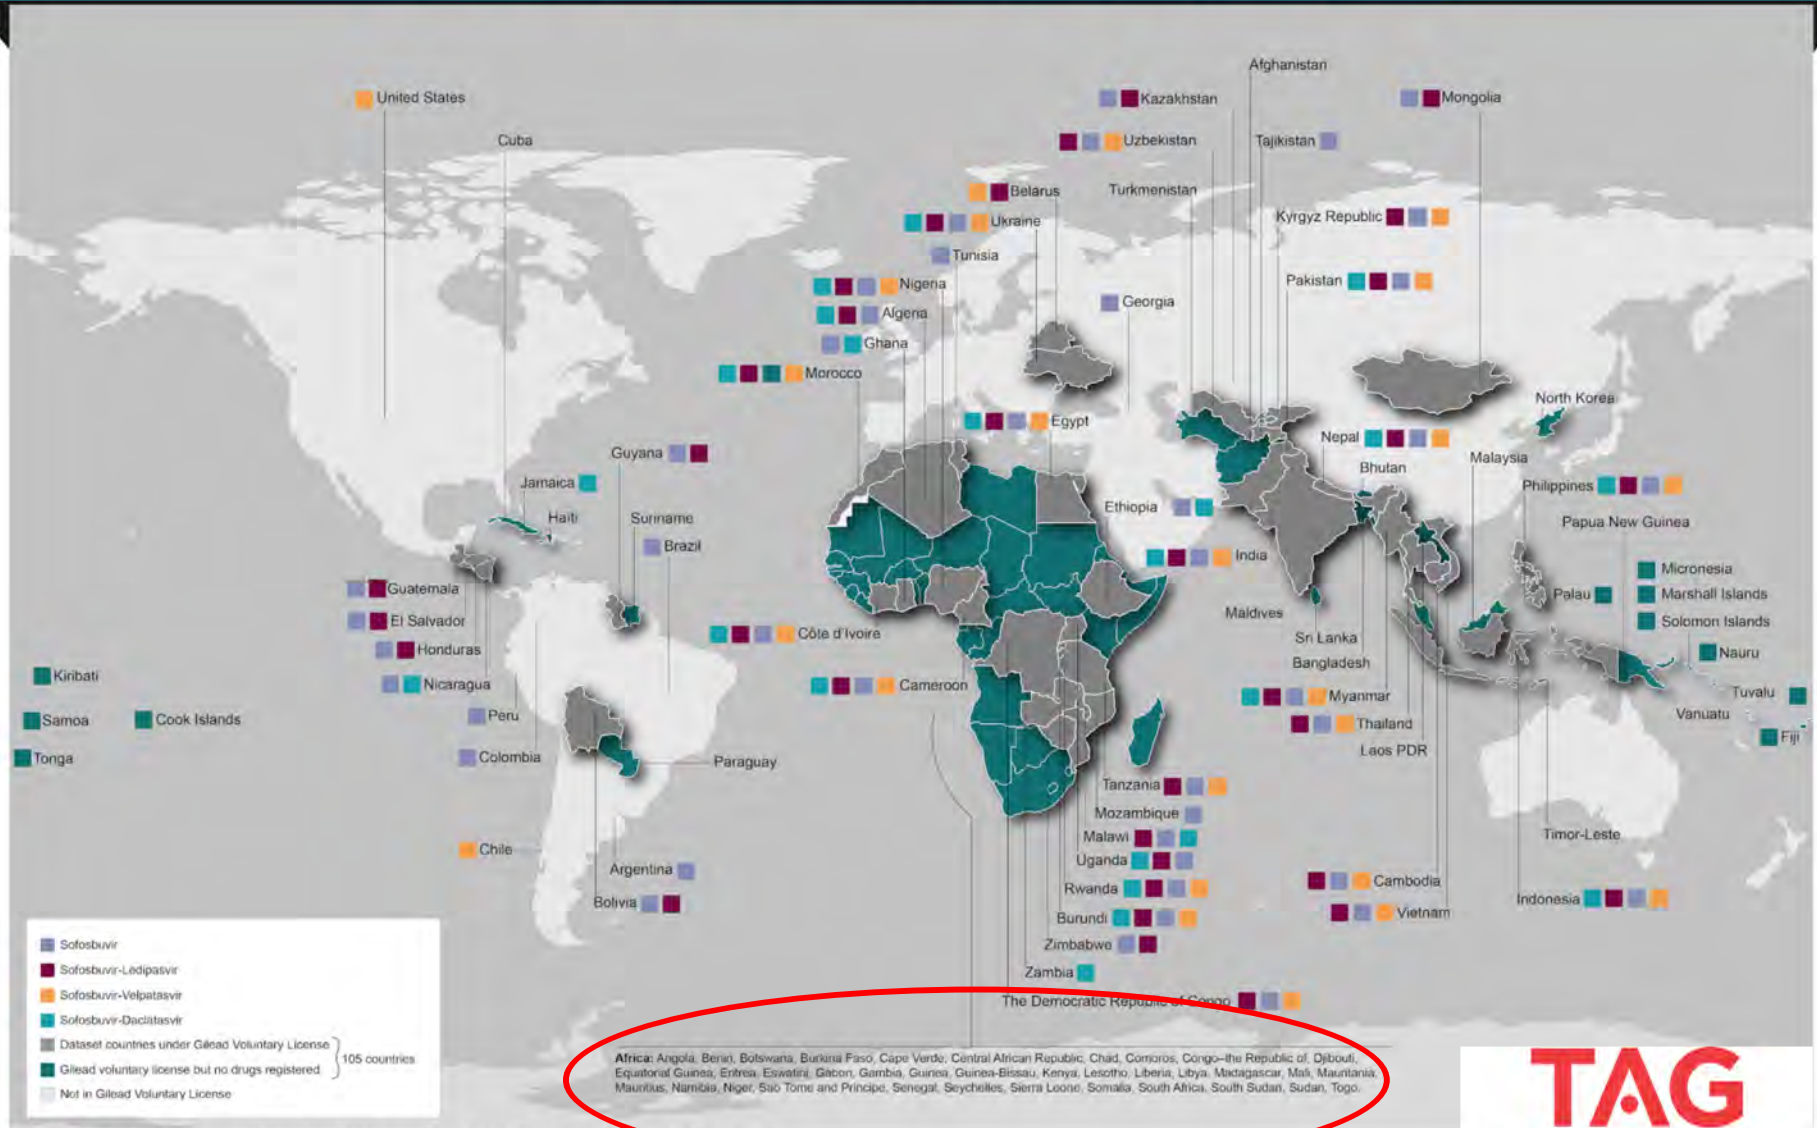 Afghanistan
United States
Kazakhstan
Mongolia
Cuba
Uzbekistan
Tajikistan
Belarus
Turkmenistan
Ukraine
Kyrgyz Republic
Tunisia
Nigeria
Pakistan
Georgia
Algeria
Ghana
Morocco
North Korea
Egypt
Nepal
Guyana
Malaysia
Bhutan
Jamaica
Philippines
Ethiopia
Haiti
Suriname
Papua New Guinea
Brazil
India
Micronesia
Guatemala
Palau
Marshall Islands
Maldives
El Salvador
Solomon Islands
Côte d'Ivoire
Sri Lanka
Honduras
Nauru
Bangladesh
Kiribati
Nicaragua
Cameroon
Myanmar
Tuvalu
Peru
Vanuatu
Samoa
Cook Islands
Thailand
Fiji
Laos PDR
Tonga
Colombia
Paraguay
Tanzania
Mozambique
Timor-Leste
Malawi
Chile
Uganda
Argentina
Rwanda
Cambodia
Bolivia
Indonesia
Vietnam
Burundi
Zimbabwe
Zambia
The Democratic Republic of Congo
Sofosbuvir
Sofosbuvir-Ledipasvir
Sofosbuvir-Velpatasvir
Sofosbuvir-Daclatasvir
Dataset countries under Gilead Voluntary License
105 countries
Gilead voluntary license but no drugs registered
Not in Gilead Voluntary License
Africa: Angola, Benin, Botswana, Burkina Faso, Cape Verde, Central African Republic, Chad, Comoros, Congo–the Republic of, Djibouti,
Equatorial Guinea, Eritrea, Eswatini, Gabon, Gambia, Guinea, Guinea-Bissau, Kenya, Lesotho, Liberia, Libya, Madagascar, Mali, Mauritania,
Mauritius, Namibia, Niger, Sao Tome and Principe, Senegal, Seychelles, Sierra Leone, Somalia, South Africa, South Sudan, Sudan, Togo.
TAG